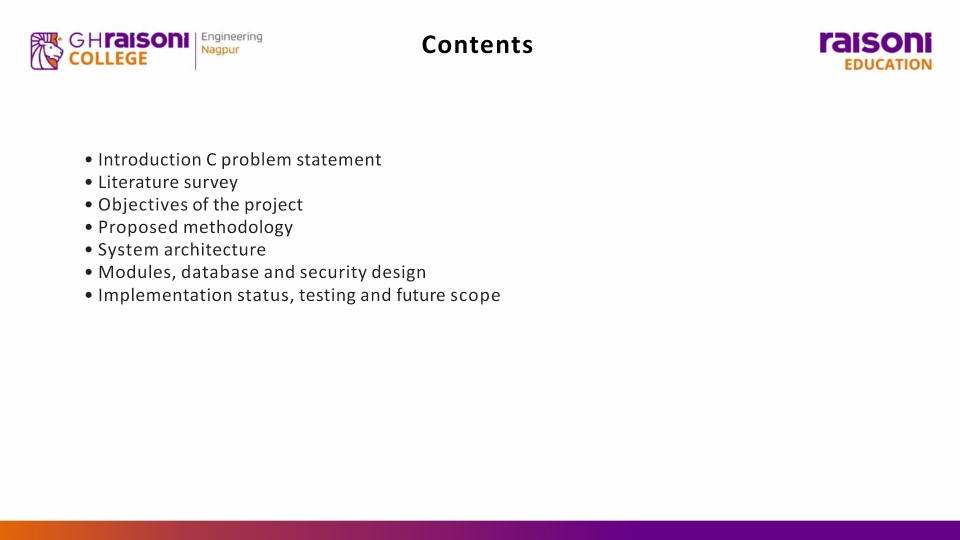 GHraisoni
COLLEGE
Engineering
Nagpur
Contents
raisoni
EDUCATION
• Introduction C problem statement
• Literature survey
• Objectives of the project
• Proposed methodology
• System architecture
• Modules, database and security design
• Implementation status, testing and future scope